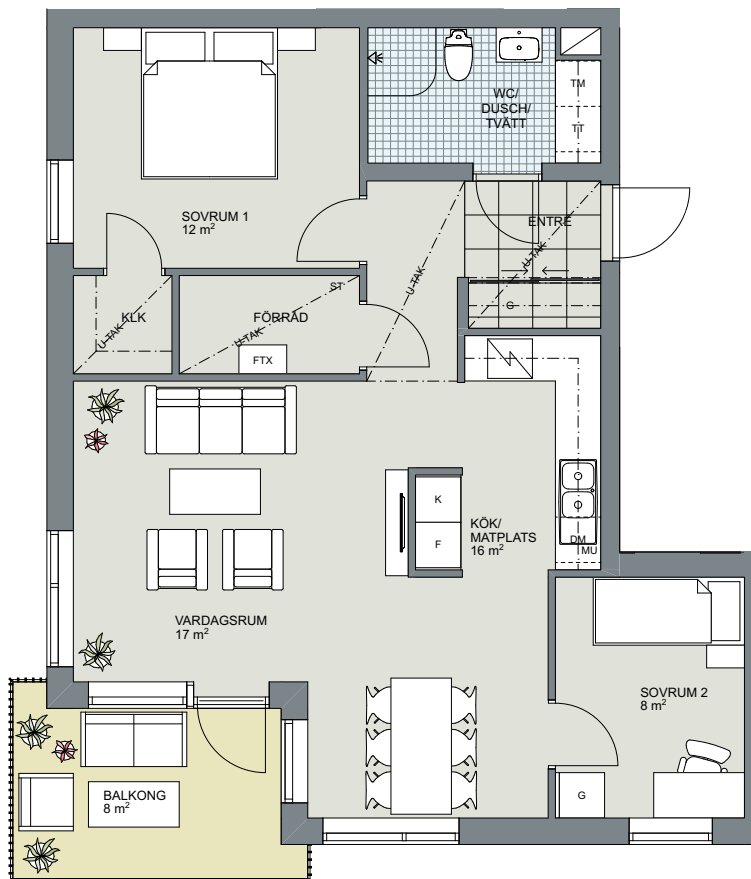 WC/
DUSCH/
TVÄTT
TM
TT
SOVRUM 1
12 m²
ENTRÉ
U-TAK
U-TAK
G
KLK
U-TAK
FÖRRÅD
ST
U-TAK
FTX
K
F
KÖK/
MATPLATS
16 m²
DM
MU
VARDAGSRUM
17 m²
SOVRUM 2
8 m²
G
BALKONG
8 m²